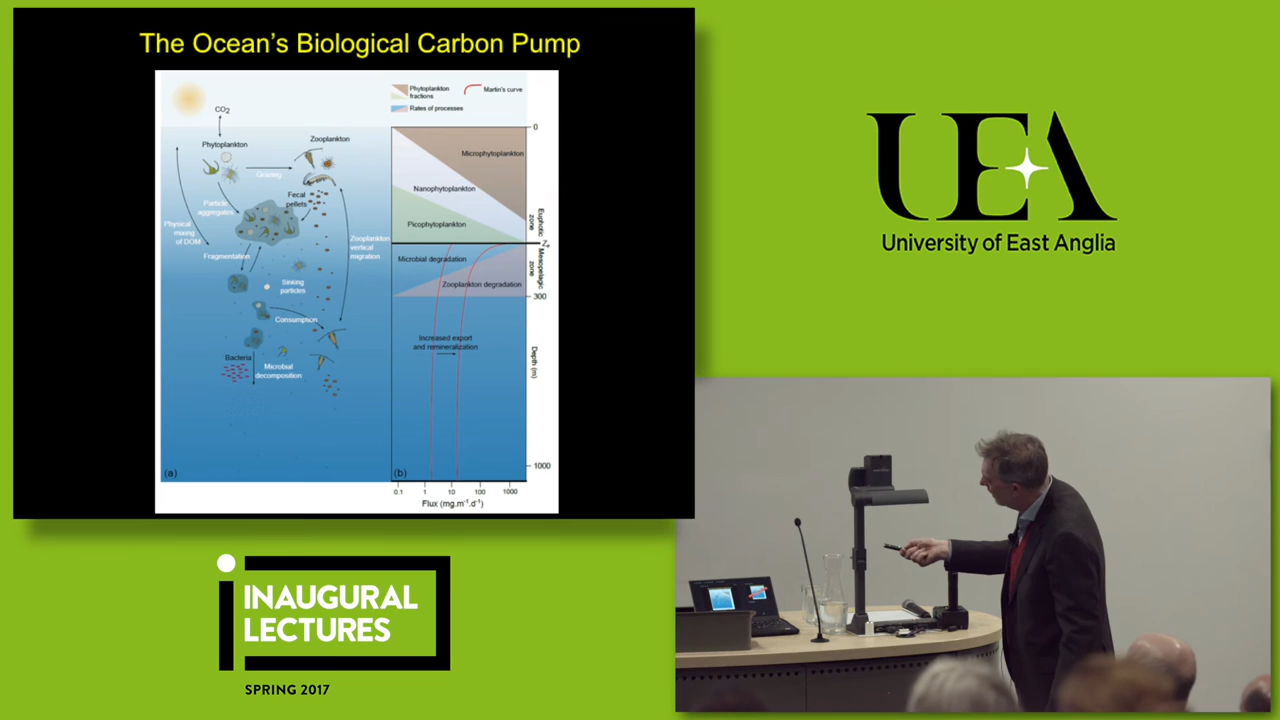 The Ocean's Biological Carbon Pump
CO2
Phytoplankton
Zooplankton
Grazing
Fecal
pellets
Particle
aggregates
Physical
mixing
of DOM
Zooplankton
vertical
migration
Fragmentation
Sinking
particles
Consumption
Bacteria
Microbial
decomposition
(a)
Phytoplankton
fractions
Martin's curve
Rates of processes
0
Microphytoplankton
Nanophytoplankton
Picophytoplankton
Euphotic
zone
Microbial degradation
Zooplankton degradation
Mesopelagic
zone
300
Increased export
and remineralization
Depth (m)
1000
(b)
0.1 1 10 100 1000
Flux (mg.m-1.d-1)
UEA
University of East Anglia
INAUGURAL
LECTURES
SPRING 2017